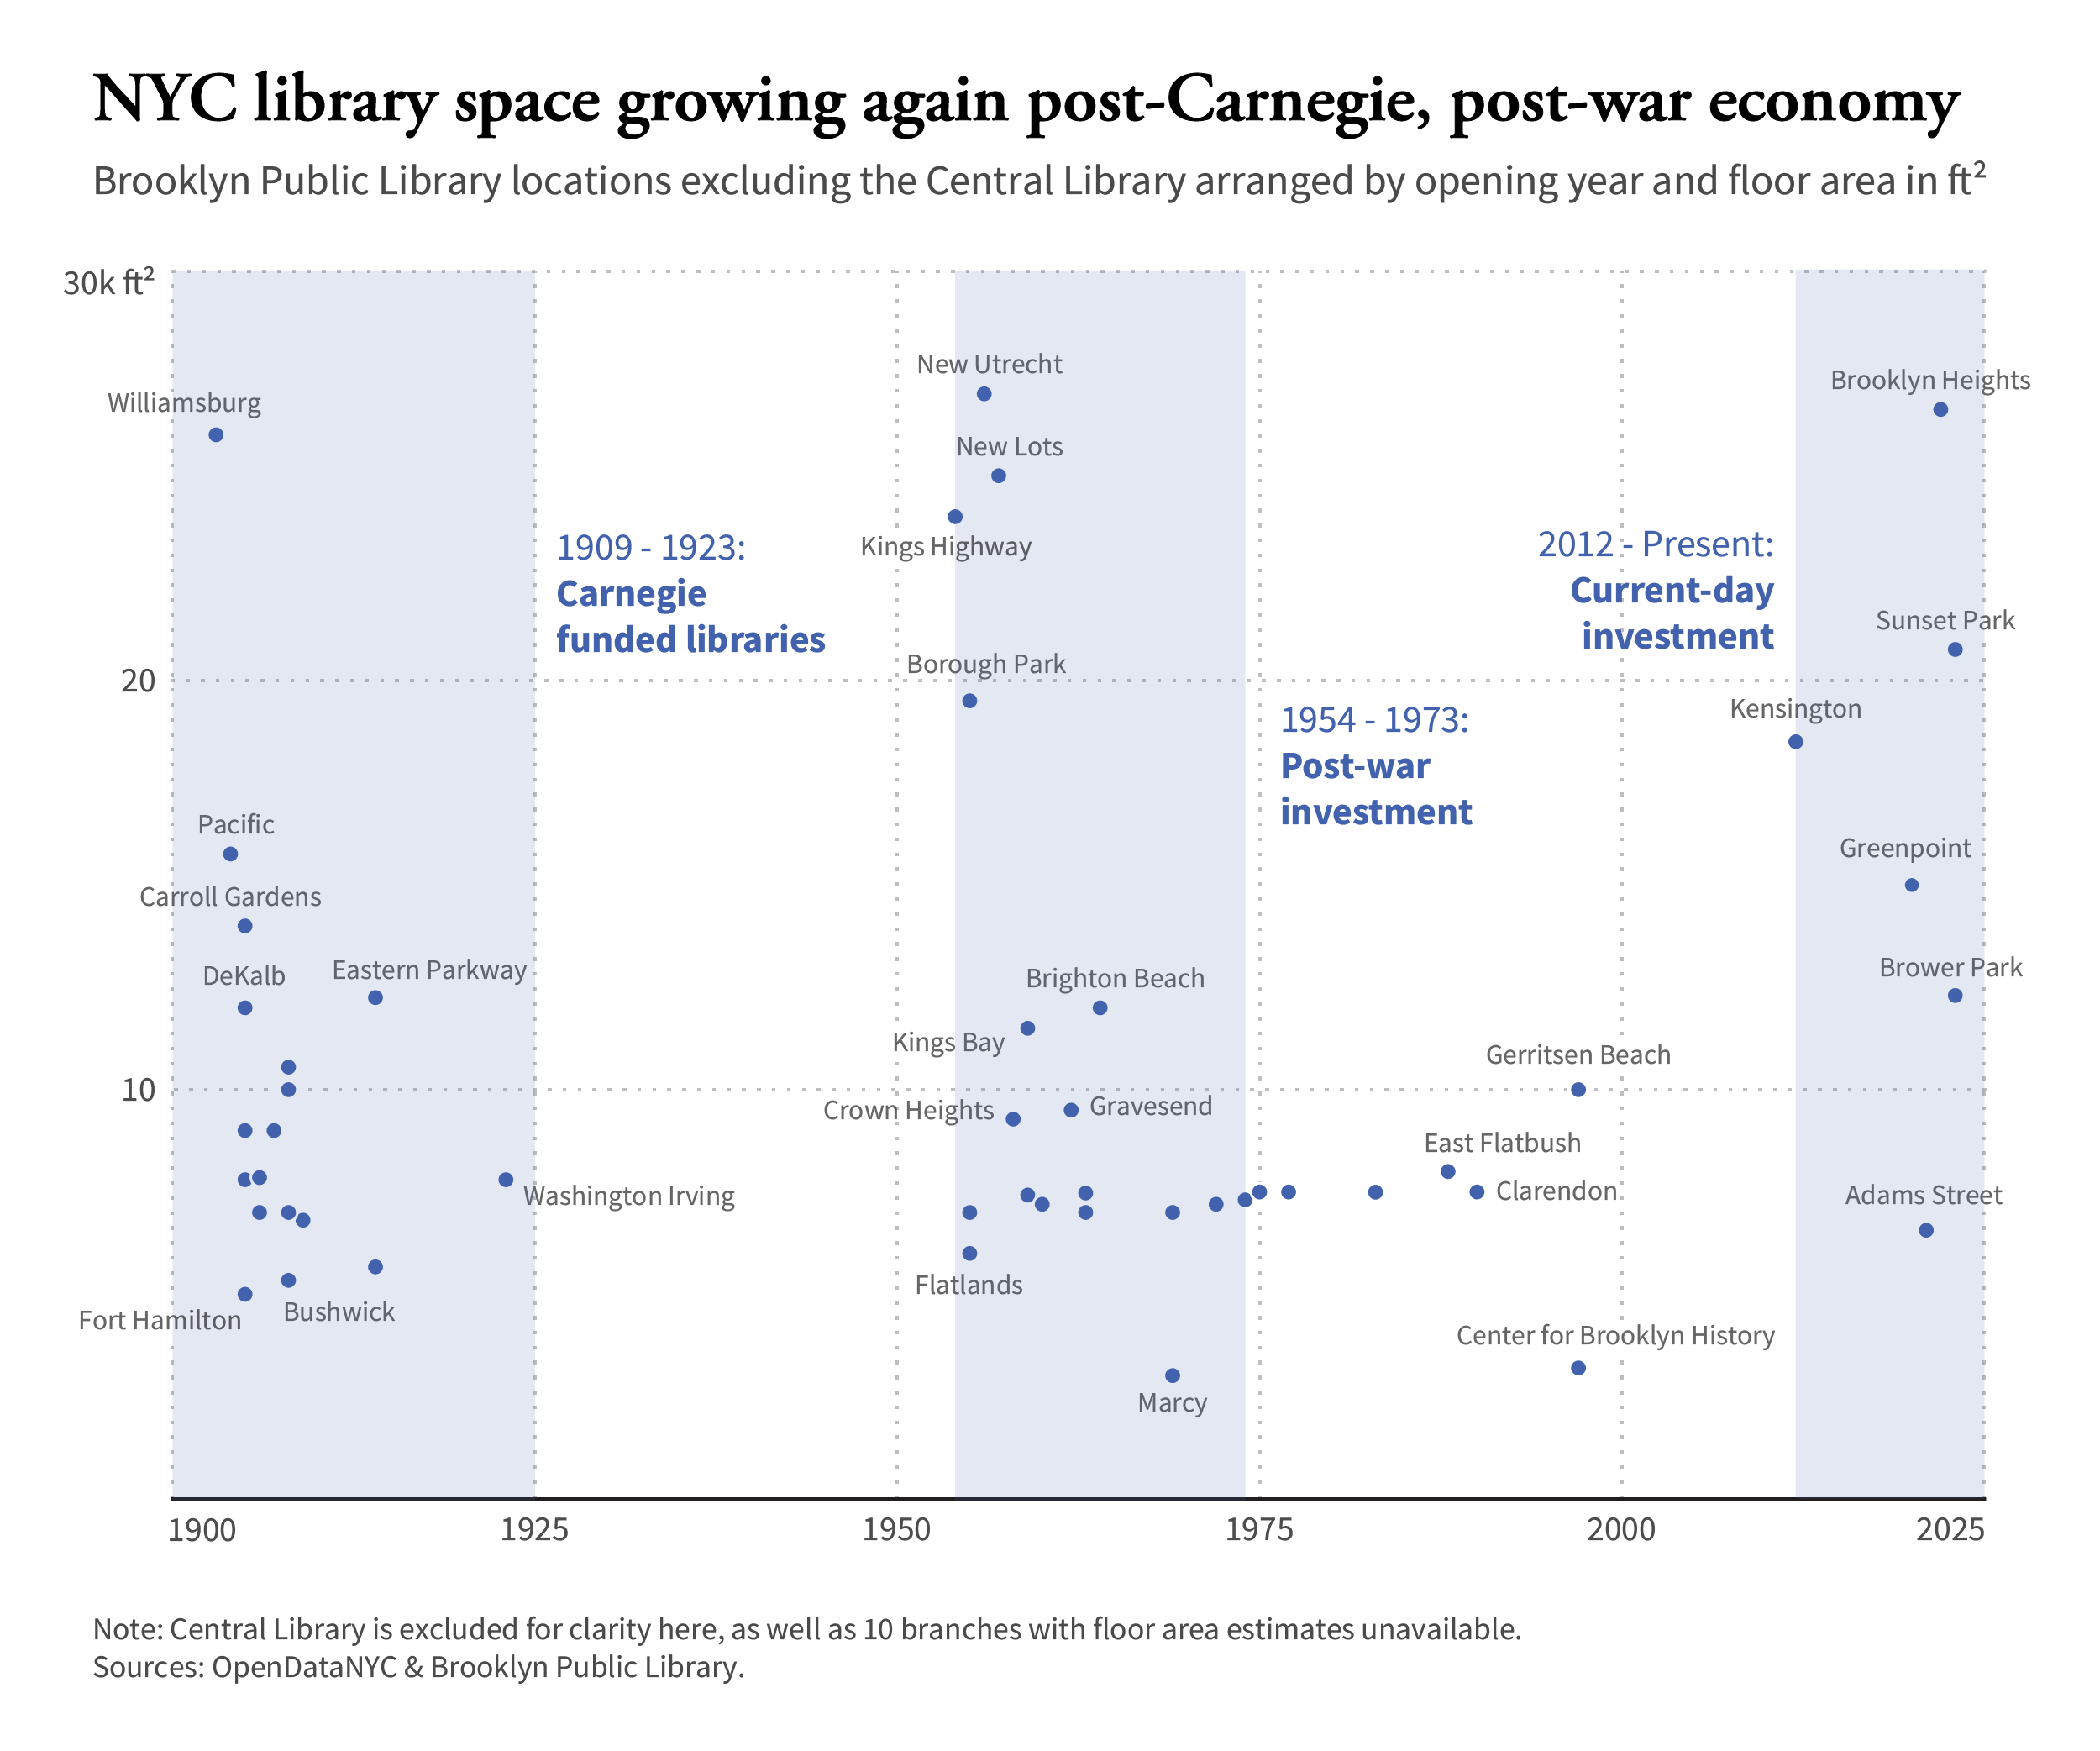 NYC library space growing again post-Carnegie, post-war economy
Brooklyn Public Library locations excluding the Central Library arranged by opening year and floor area in ft²
30k ft²
New Utrecht
Brooklyn Heights
Williamsburg
New Lots
Kings Highway
1909 - 1923:
Carnegie
funded libraries
2012 - Present:
Current-day
investment
Sunset Park
Borough Park
20
Kensington
1954 - 1973:
Post-war
investment
Pacific
Greenpoint
Carroll Gardens
DeKalb
Eastern Parkway
Brighton Beach
Brower Park
Kings Bay
Gerritsen Beach
10
Crown Heights
Gravesend
East Flatbush
Washington Irving
Clarendon
Adams Street
Flatlands
Fort Hamilton
Bushwick
Center for Brooklyn History
Marcy
1900
1925
1950
1975
2000
2025
Note: Central Library is excluded for clarity here, as well as 10 branches with floor area estimates unavailable.
Sources: OpenDataNYC & Brooklyn Public Library.